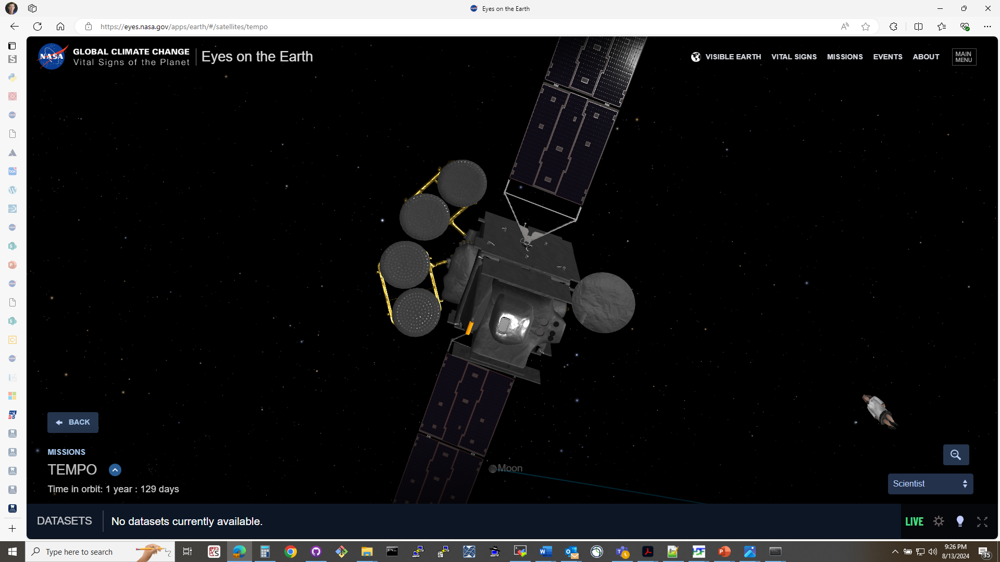 Eyes on the Earth
https://eyes.nasa.gov/apps/earth/#/satellites/tempo
NASA
GLOBAL CLIMATE CHANGE
Vital Signs of the Planet
Eyes on the Earth
VISIBLE EARTH
VITAL SIGNS
MISSIONS
EVENTS
ABOUT
MAIN
MENU
BACK
MISSIONS
TEMPO
Time in orbit: 1 year : 129 days
Moon
Scientist
DATASETS
No datasets currently available.
LIVE
Type here to search
9:26 PM
8/13/2024
35